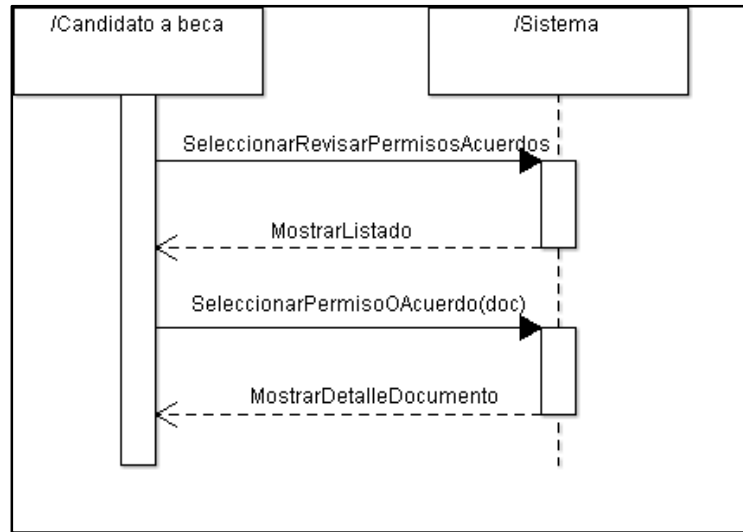 /Candidato a beca
/Sistema
SeleccionarRevisarPermisosAcuerdos
MostrarListado
SeleccionarPermisoOAcuerdo(doc)
MostrarDetalleDocumento